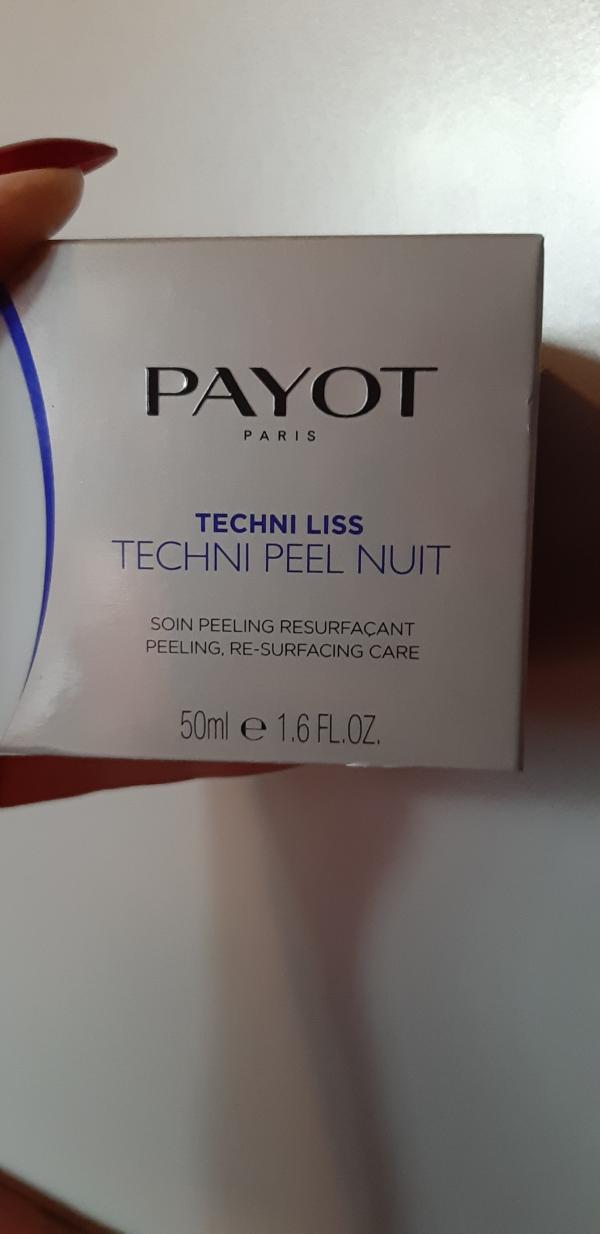 PAYOT
PARIS
TECHNI LISS
TECHNI PEEL NUIT
SOIN PEELING RESURFAÇANT
PEELING, RE-SURFACING CARE
50ml ℮ 1.6 FL.OZ.